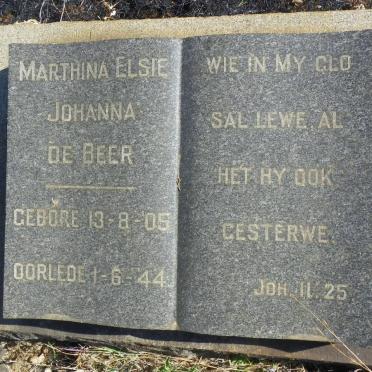 MARTHINA ELSIE
JOHANNA
DE BEER
GEBORE 13-8-'05
OORLEDE 1-6-'44
WIE IN MY GLO
SAL LEWE, AL
HET HY OOK
GESTERWE.
JOH. 11. 25